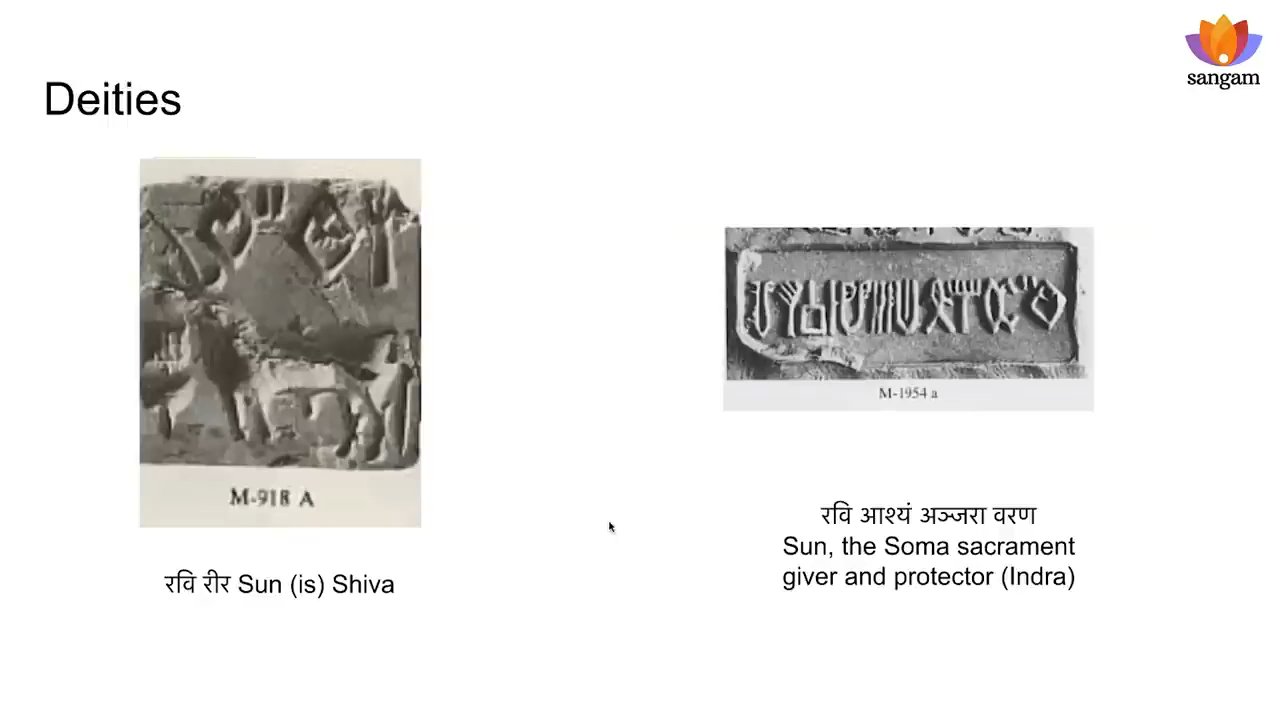 sangam
Deities
M-918 A
M-1954 a
रवि रीर Sun (is) Shiva
रवि आश्यं अञ्जरा वरण
Sun, the Soma sacrament
giver and protector (Indra)